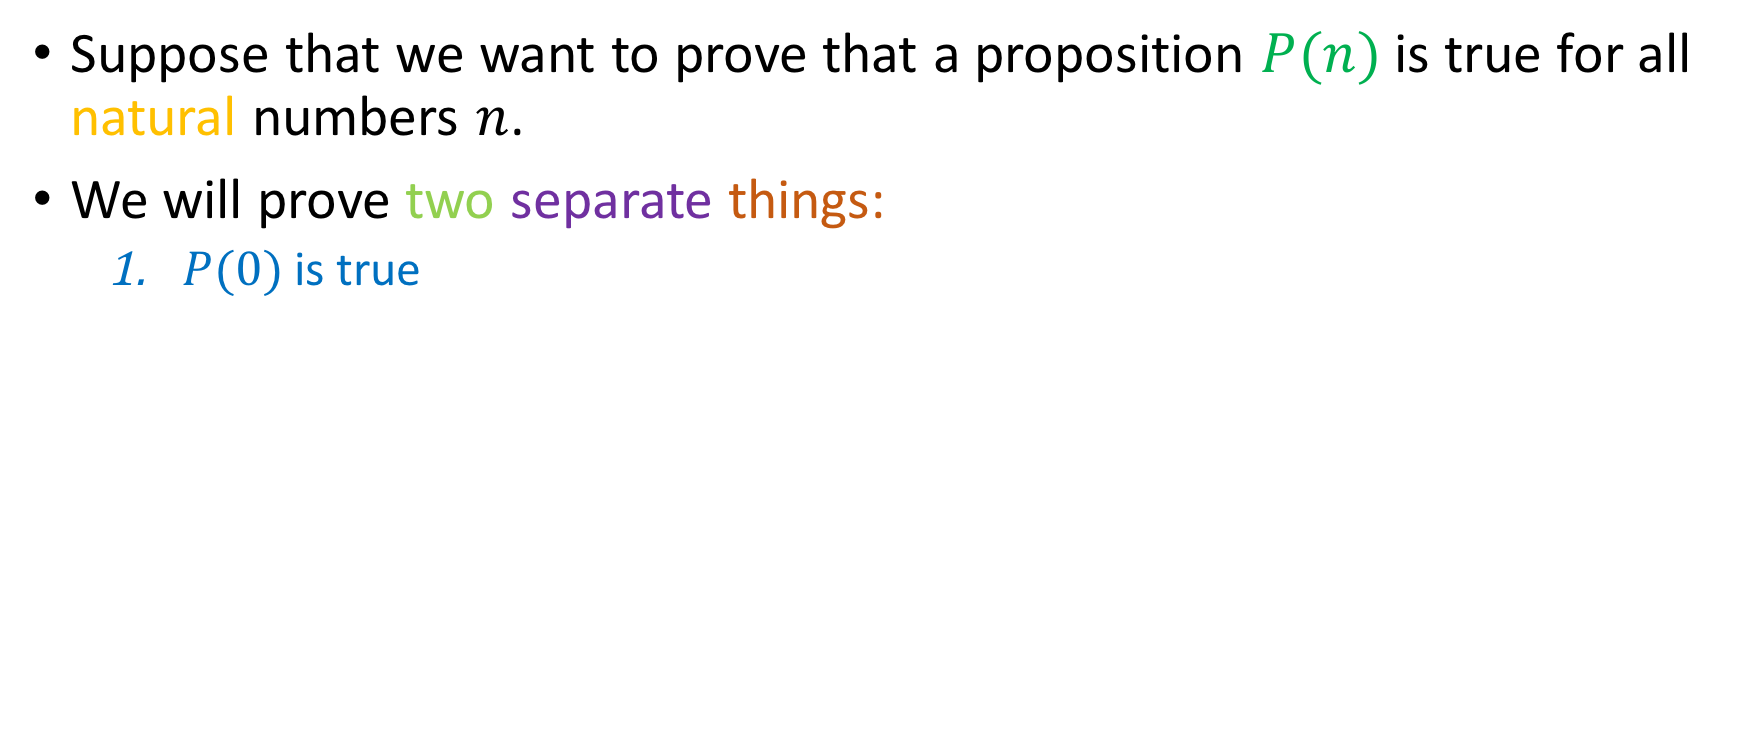 • Suppose that we want to prove that a proposition P(n) is true for all
natural numbers n.
• We will prove two separate things:
1. P(0) is true